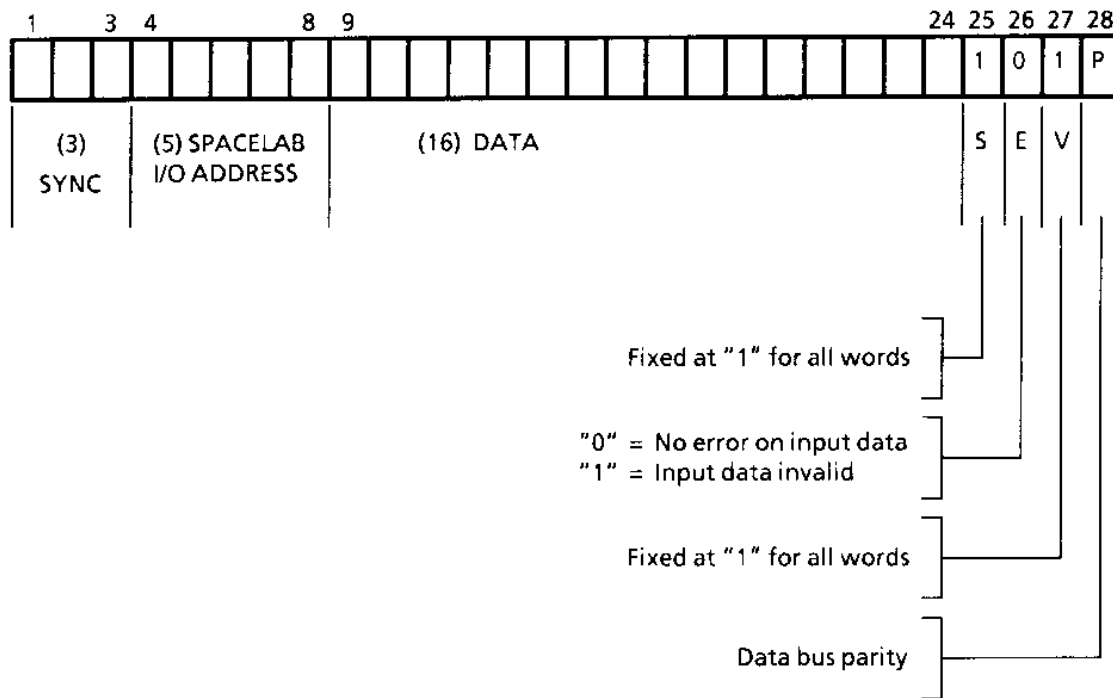 1 3 4 8 9 24 25 26 27 28
1 0 1 P
(3) (5) SPACELAB (16) DATA S E V
SYNC I/O ADDRESS
Fixed at "1" for all words
"0" = No error on input data
"1" = Input data invalid
Fixed at "1" for all words
Data bus parity